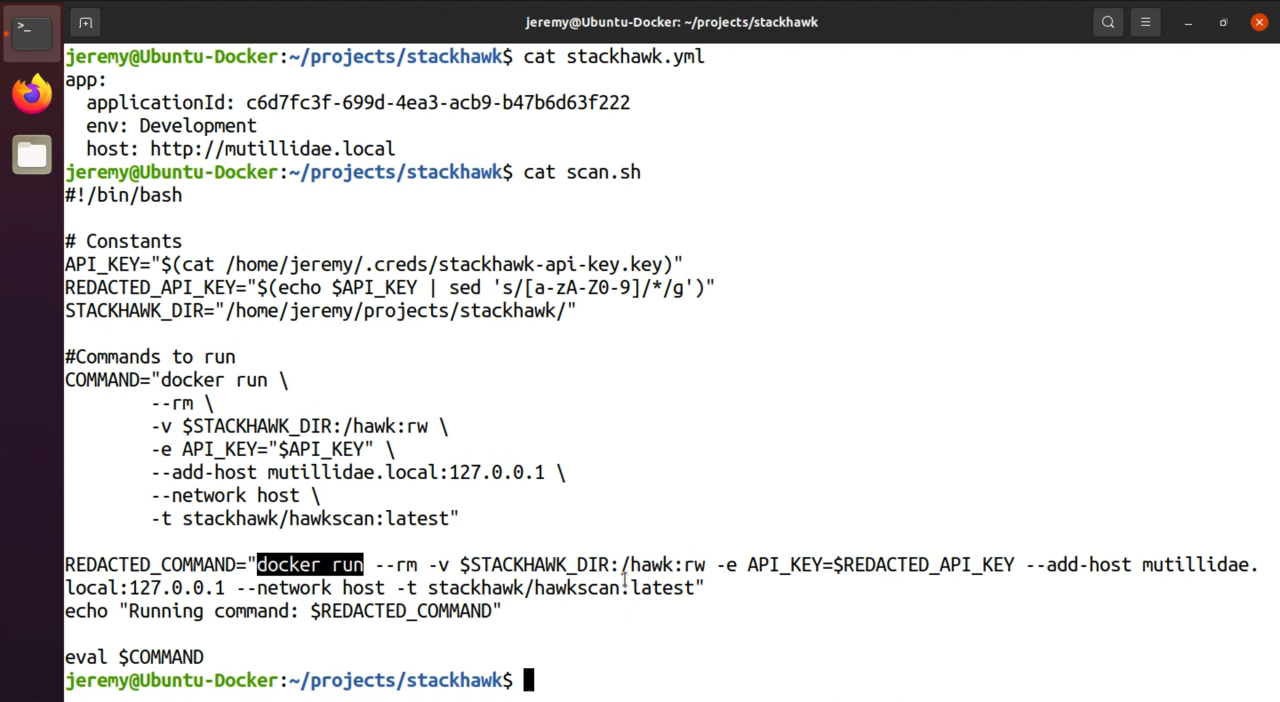 jeremy@Ubuntu-Docker: ~/projects/stackhawk
jeremy@Ubuntu-Docker:~/projects/stackhawk$ cat stackhawk.yml
app:
  applicationId: c6d7fc3f-699d-4ea3-acb9-b47b6d63f222
  env: Development
  host: http://mutillidae.local
jeremy@Ubuntu-Docker:~/projects/stackhawk$ cat scan.sh
#!/bin/bash

# Constants
API_KEY="$(cat /home/jeremy/.creds/stackhawk-api-key.key)"
REDACTED_API_KEY="$(echo $API_KEY | sed 's/[a-zA-Z0-9]/*/g')"
STACKHAWK_DIR="/home/jeremy/projects/stackhawk/"

#Commands to run
COMMAND="docker run \
        --rm \
        -v $STACKHAWK_DIR:/hawk:rw \
        -e API_KEY="$API_KEY" \
        --add-host mutillidae.local:127.0.0.1 \
        --network host \
        -t stackhawk/hawkscan:latest"

REDACTED_COMMAND="docker run --rm -v $STACKHAWK_DIR:/hawk:rw -e API_KEY=$REDACTED_API_KEY --add-host mutillidae.
local:127.0.0.1 --network host -t stackhawk/hawkscan:latest"
echo "Running command: $REDACTED_COMMAND"

eval $COMMAND
jeremy@Ubuntu-Docker:~/projects/stackhawk$